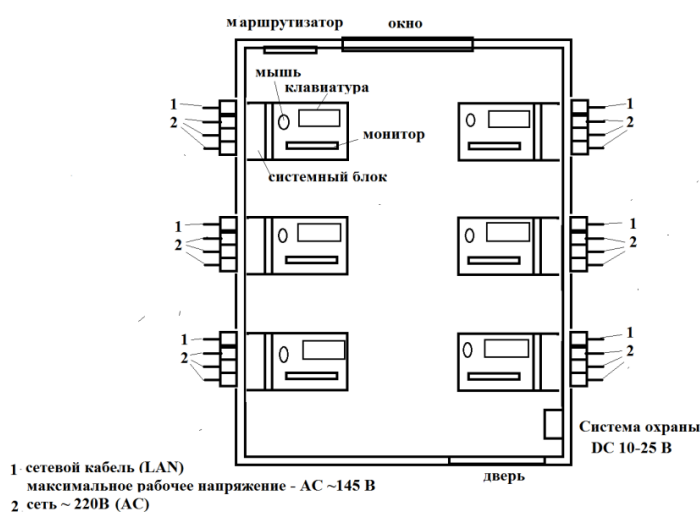 маршрутизатор
окно
мышь
клавиатура
монитор
системный блок
1
2
1
2
1
2
1
2
1
2
1
2
Система охраны
DC 10-25 В
дверь
1 сетевой кабель (LAN)
максимальное рабочее напряжение - AC ~145 В
2 сеть ~ 220В (AC)